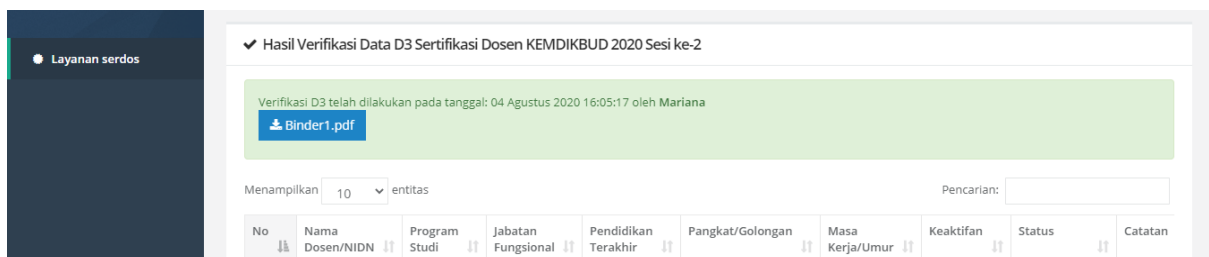 Hasil Verifikasi Data D3 Sertifikasi Dosen KEMDIKBUD 2020 Sesi ke-2
Layanan serdos
Verifikasi D3 telah dilakukan pada tanggal: 04 Agustus 2020 16:05:17 oleh Mariana
Binder1.pdf
Menampilkan 10 entitas Pencarian:
No Nama Program Jabatan Pendidikan Pangkat/Golongan Masa Keaktifan Status Catatan
Dosen/NIDN Studi Fungsional Terakhir Kerja/Umur